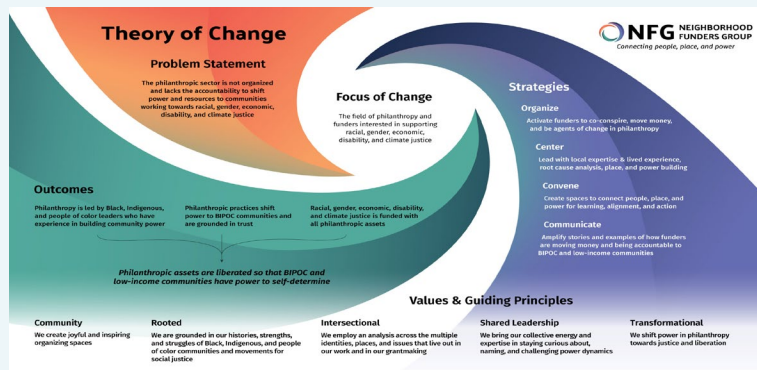 Theory of Change
Problem Statement
The philanthropic sector is not organized
and lacks the accountability to shift
power and resources to communities
working towards racial, gender, economic,
disability, and climate justice
NFG NEIGHBORHOOD
FUNDERS GROUP
Connecting people, place, and power
Focus of Change
The field of philanthropy and
funders interested in supporting
racial, gender, economic,
disability, and climate justice
Strategies
Organize
Activate funders to co-conspire, move money,
and be agents of change in philanthropy
Center
Lead with local expertise & lived experience,
root cause analysis, place, and power building
Convene
Create spaces to connect people, place, and
power for learning, alignment, and action
Communicate
Amplify stories and examples of how funders
are moving money and being accountable to
BIPOC and low-income communities
Outcomes
Philanthropy is led by Black, Indigenous,
and people of color leaders who have
experience in building community power
Philanthropic practices shift
power to BIPOC communities and
are grounded in trust
Racial, gender, economic, disability,
and climate justice is funded with
all philanthropic assets
Philanthropic assets are liberated so that BIPOC and
low-income communities have power to self-determine
Values & Guiding Principles
Community
We create joyful and inspiring
organizing spaces
Rooted
We are grounded in our histories, strengths,
and struggles of Black, Indigenous, and people
of color communities and movements for
social justice
Intersectional
We employ an analysis across the multiple
identities, places, and issues that live out in
our work and in our grantmaking
Shared Leadership
We bring our collective energy and
expertise in staying curious about,
naming, and challenging power dynamics
Transformational
We shift power in philanthropy
towards justice and liberation